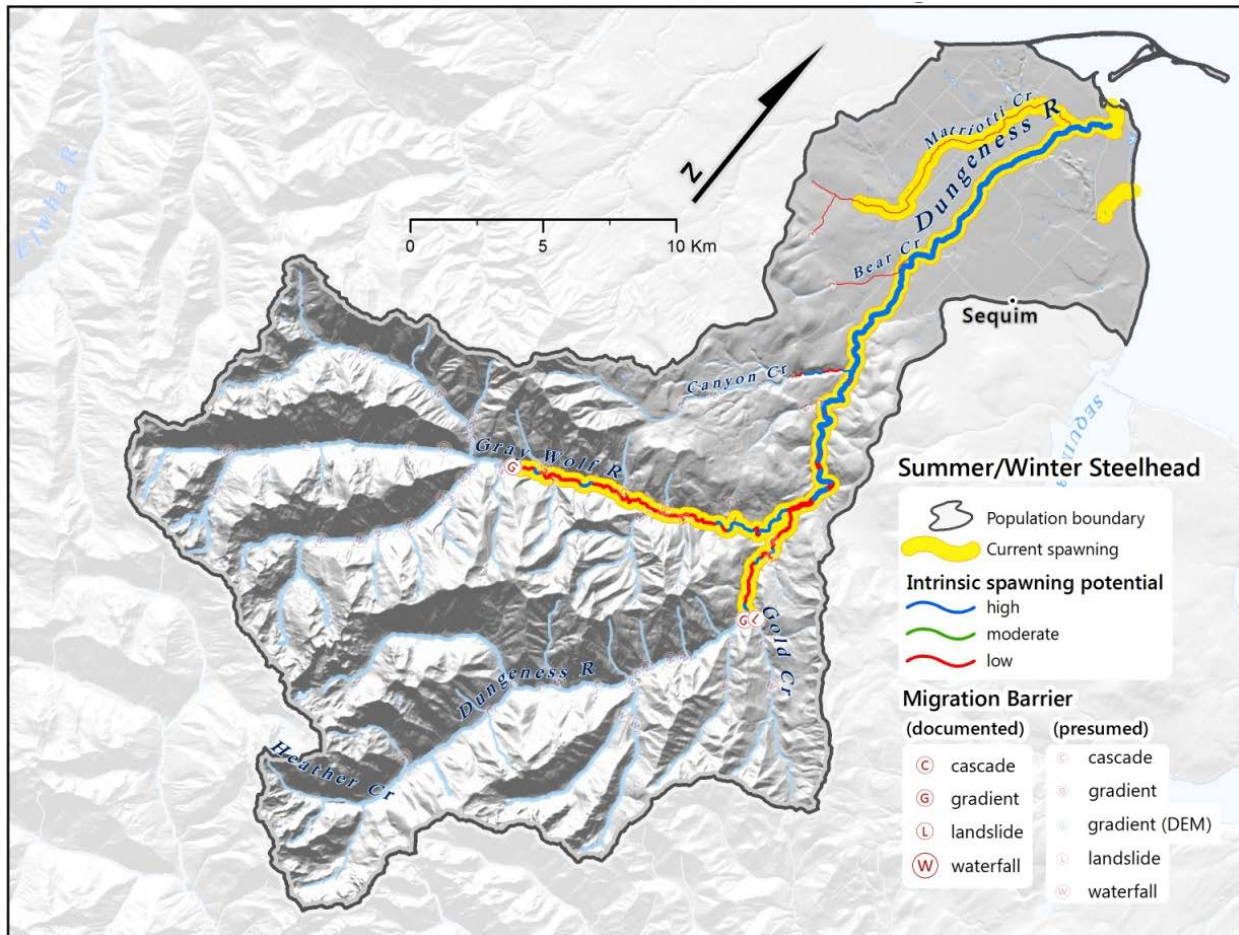 Elwha R
Matriotti Cr
Dungeness R
N
0 5 10 Km
Bear Cr
Sequim
Canyon Cr
SEQUIM
Gray Wolf R
G
G L
Gold Cr
Dungeness R
Heather Cr
Summer/Winter Steelhead
Population boundary
Current spawning
Intrinsic spawning potential
high
moderate
low
Migration Barrier
(documented) (presumed)
C cascade C cascade
G gradient G gradient
gradient (DEM)
L landslide L landslide
W waterfall W waterfall